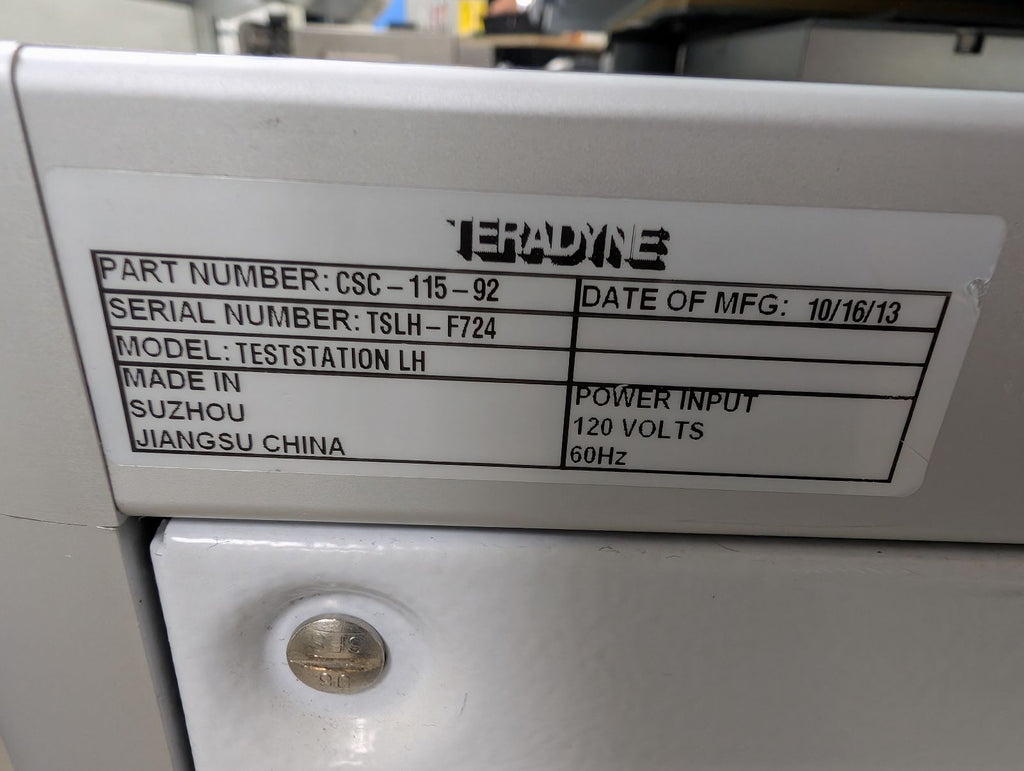 TERADYNE
PART NUMBER: CSC-115-92
DATE OF MFG: 10/16/13
SERIAL NUMBER: TSLH-F724
MODEL: TESTSTATION LH
MADE IN
SUZHOU
JIANGSU CHINA
POWER INPUT
120 VOLTS
60Hz